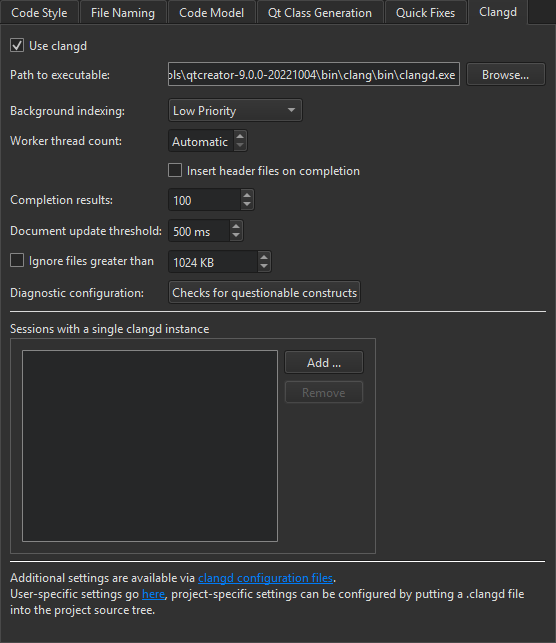 Code Style File Naming Code Model Qt Class Generation Quick Fixes Clangd
Use clangd
Path to executable: ols\qtcreator-9.0.0-20221004\bin\clang\bin\clangd.exe Browse...
Background indexing: Low Priority
Worker thread count: Automatic
Insert header files on completion
Completion results: 100
Document update threshold: 500 ms
Ignore files greater than 1024 KB
Diagnostic configuration: Checks for questionable constructs
Sessions with a single clangd instance
Add ...
Remove
Additional settings are available via clangd configuration files.
User-specific settings go here, project-specific settings can be configured by putting a .clangd file
into the project source tree.